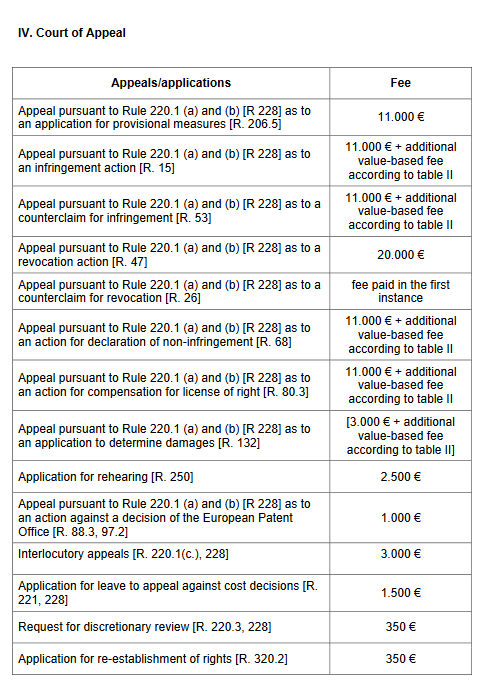 IV. Court of Appeal
Appeals/applications
Fee
Appeal pursuant to Rule 220.1 (a) and (b) [R 228] as to
an application for provisional measures [R. 206.5]
11.000 €
Appeal pursuant to Rule 220.1 (a) and (b) [R 228] as to
an infringement action [R. 15]
11.000 € + additional
value-based fee
according to table II
Appeal pursuant to Rule 220.1 (a) and (b) [R 228] as to a
counterclaim for infringement [R. 53]
11.000 € + additional
value-based fee
according to table II
Appeal pursuant to Rule 220.1 (a) and (b) [R 228] as to a
revocation action [R. 47]
20.000 €
Appeal pursuant to Rule 220.1 (a) and (b) [R 228] as to a
counterclaim for revocation [R. 26]
fee paid in the first
instance
Appeal pursuant to Rule 220.1 (a) and (b) [R 228] as to
an action for declaration of non-infringement [R. 68]
11.000 € + additional
value-based fee
according to table II
Appeal pursuant to Rule 220.1 (a) and (b) [R 228] as to
an action for compensation for license of right [R. 80.3]
11.000 € + additional
value-based fee
according to table II
Appeal pursuant to Rule 220.1 (a) and (b) [R 228] as to
an application to determine damages [R. 132]
[3.000 € + additional
value-based fee
according to table II]
Application for rehearing [R. 250]
2.500 €
Appeal pursuant to Rule 220.1 (a) and (b) [R 228] as to
an action against a decision of the European Patent
Office [R. 88.3, 97.2]
1.000 €
Interlocutory appeals [R. 220.1(c.), 228]
3.000 €
Application for leave to appeal against cost decisions [R.
221, 228]
1.500 €
Request for discretionary review [R. 220.3, 228]
350 €
Application for re-establishment of rights [R. 320.2]
350 €